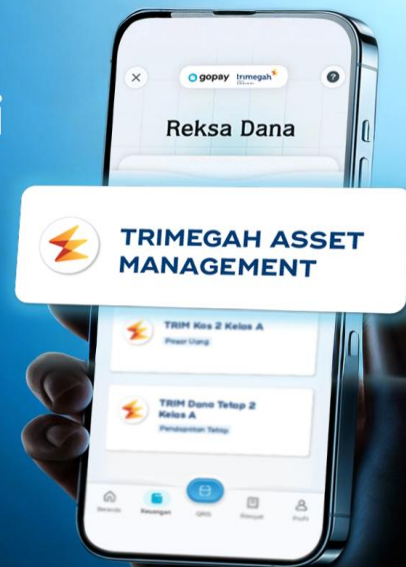 i
gopay trimegah
?
Reksa Dana
TRIMEGAH ASSET
MANAGEMENT
TRIM Kas 2 Kelas A
Pasar Uang
TRIM Dana Tetap 2
Kelas A
Pendapatan Tetap
Beranda Keuangan QRIS Riwayat Profil